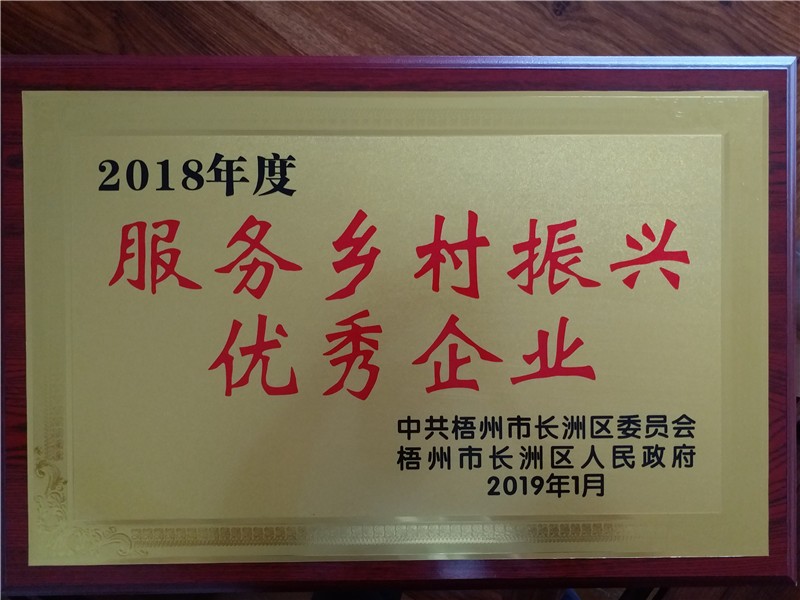 2018年度
服务乡村振兴
优秀企业
中共梧州市长洲区委员会
梧州市长洲区人民政府
2019年1月